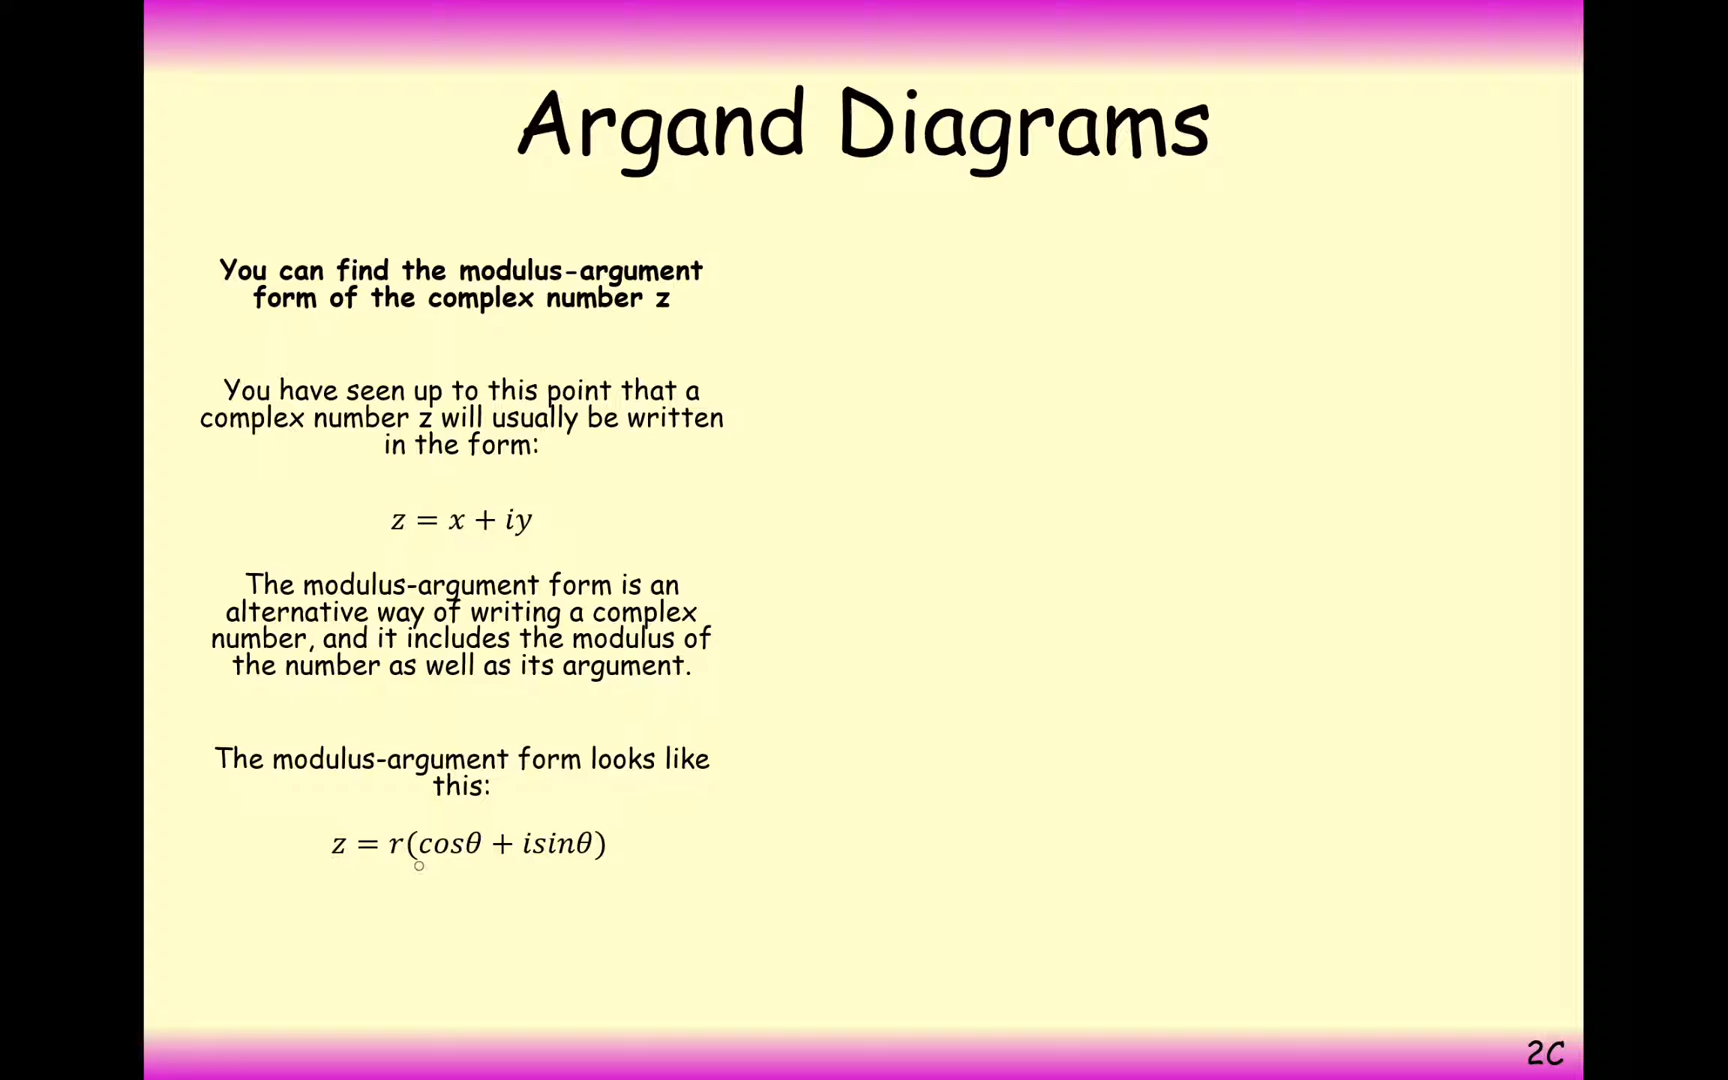 Argand Diagrams
You can find the modulus-argument
form of the complex number z
You have seen up to this point that a
complex number z will usually be written
in the form:
z = x + iy
The modulus-argument form is an
alternative way of writing a complex
number, and it includes the modulus of
the number as well as its argument.
The modulus-argument form looks like
this:
z = r(cosθ + isinθ)
2C